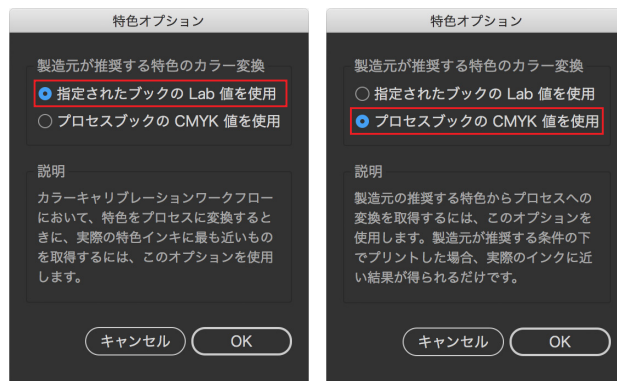 特色オプション
製造元が推奨する特色のカラー変換
指定されたブックの Lab 値を使用
プロセスブックの CMYK 値を使用
説明
カラーキャリブレーションワークフロー
において、特色をプロセスに変換すると
きに、実際の特色インキに最も近いもの
を取得するには、このオプションを使用
します。
キャンセル
OK
特色オプション
製造元が推奨する特色のカラー変換
指定されたブックの Lab 値を使用
プロセスブックの CMYK 値を使用
説明
製造元の推奨する特色からプロセスへの
変換を取得するには、このオプションを
使用します。製造元が推奨する条件の下
でプリントした場合、実際のインクに近
い結果が得られるだけです。
キャンセル
OK